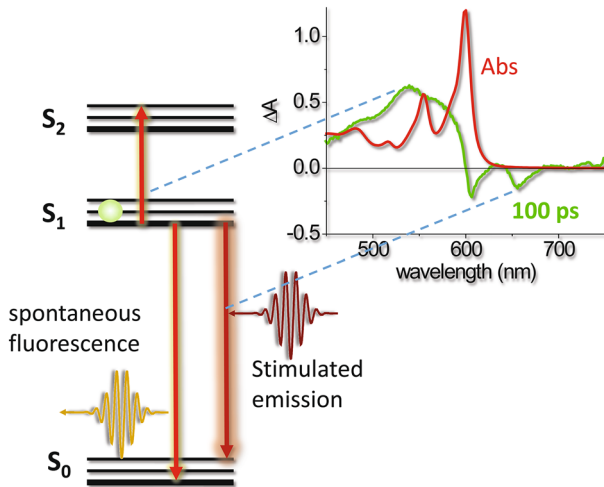 S2
S1
spontaneous
fluorescence
S0
Stimulated
emission
ΔA
1.0
0.5
0.0
-0.5
Abs
100 ps
500
600
700
wavelength (nm)